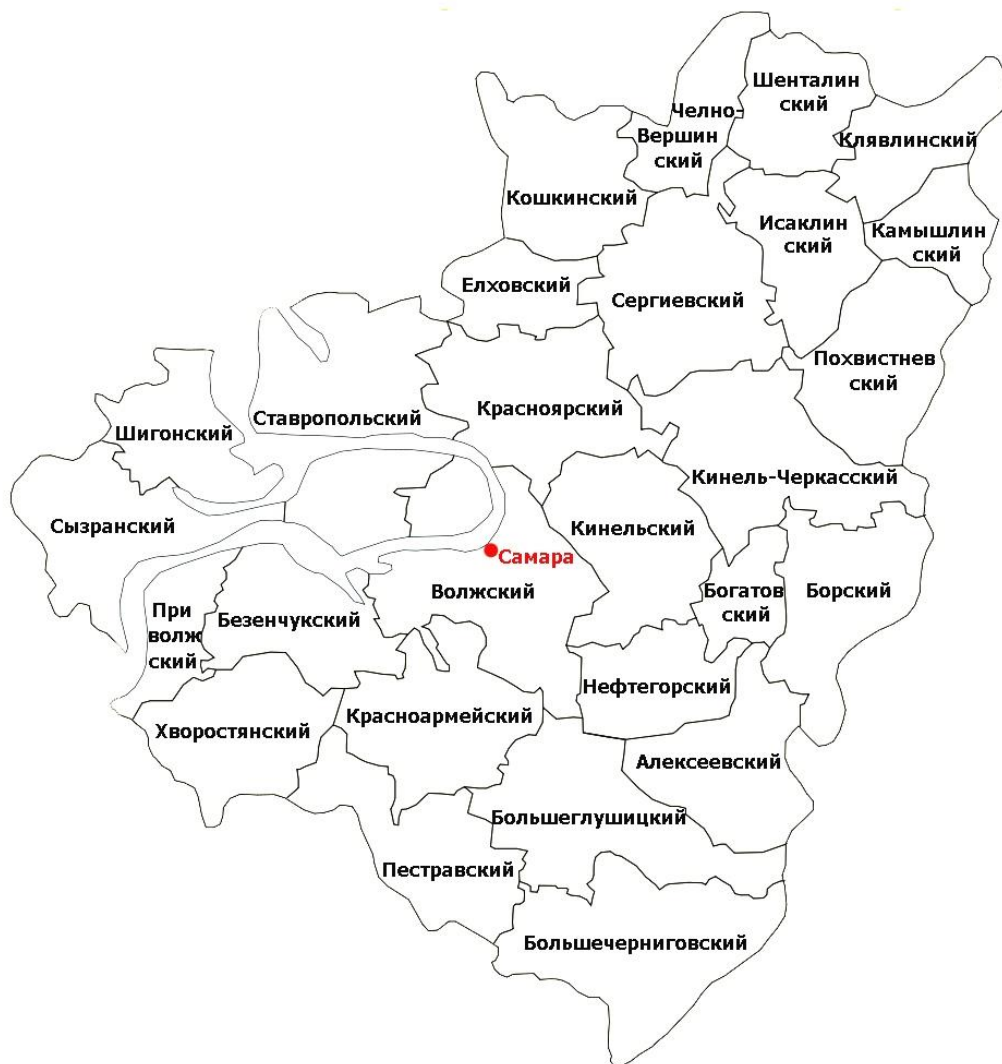 Шенталин
ский
Челно-
Вершин
ский
Клявлинский
Кошкинский
Исаклин
ский
Камышлин
ский
Елховский
Сергиевский
Похвистнев
ский
Ставропольский
Красноярский
Шигонский
Кинель-Черкасский
Сызранский
Кинельский
Самара
Волжский
Богатов
ский
Борский
При
волж
ский
Безенчукский
Нефтегорский
Хворостянский
Красноармейский
Алексеевский
Большеглушицкий
Пестравский
Большечерниговский